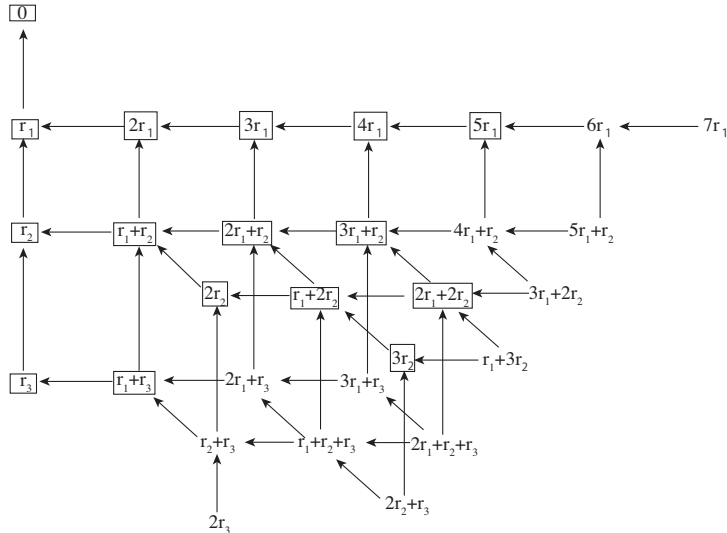 0
r₁ 2r₁ 3r₁ 4r₁ 5r₁ 6r₁ 7r₁
r₂ r₁+r₂ 2r₁+r₂ 3r₁+r₂ 4r₁+r₂ 5r₁+r₂
2r₂ r₁+2r₂ 2r₁+2r₂ 3r₁+2r₂
3r₂ r₁+3r₂
r₃ r₁+r₃ 2r₁+r₃ 3r₁+r₃
r₂+r₃ r₁+r₂+r₃ 2r₁+r₂+r₃
2r₂+r₃
2r₃